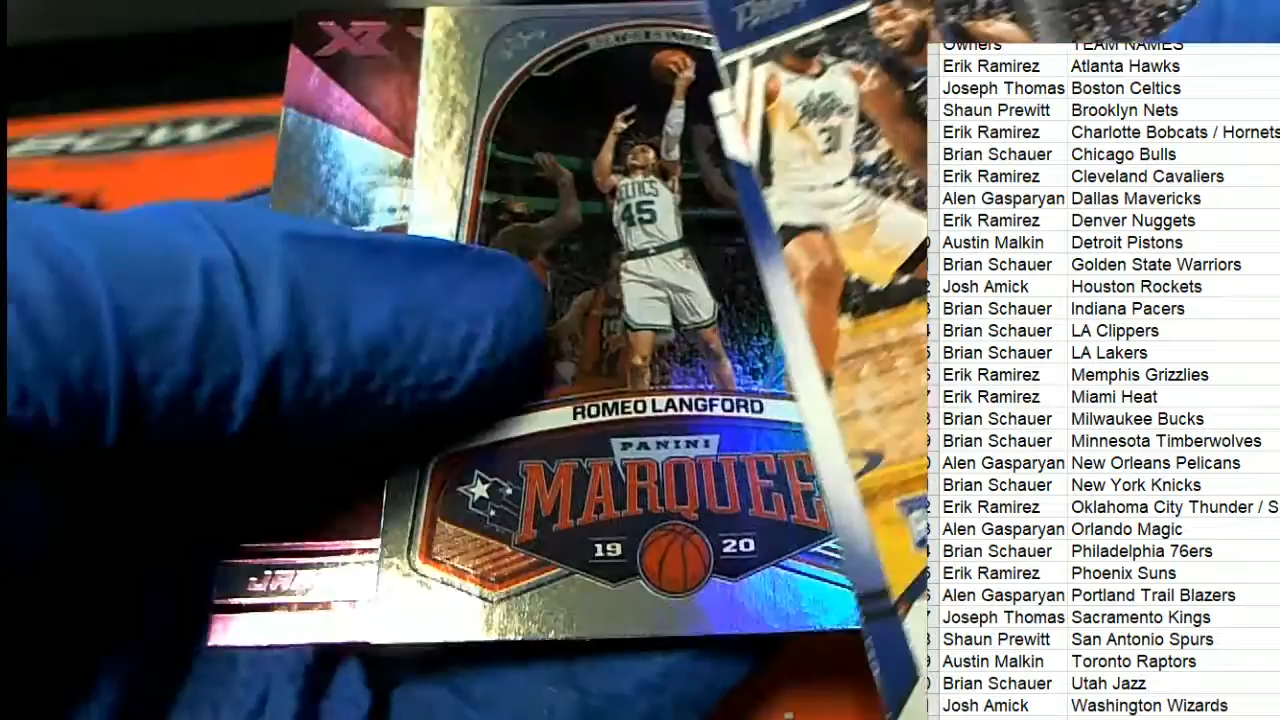 XR
CELTICS
45
31
ROMEO LANGFORD
PANINI
MARQUEE
19 20
Owners TEAM NAMES
Erik Ramirez Atlanta Hawks
Joseph Thomas Boston Celtics
Shaun Prewitt Brooklyn Nets
Erik Ramirez Charlotte Bobcats / Hornets
Brian Schauer Chicago Bulls
Erik Ramirez Cleveland Cavaliers
Alen Gasparyan Dallas Mavericks
Erik Ramirez Denver Nuggets
Austin Malkin Detroit Pistons
Brian Schauer Golden State Warriors
Josh Amick Houston Rockets
Brian Schauer Indiana Pacers
Brian Schauer LA Clippers
Brian Schauer LA Lakers
Erik Ramirez Memphis Grizzlies
Erik Ramirez Miami Heat
Brian Schauer Milwaukee Bucks
Brian Schauer Minnesota Timberwolves
Alen Gasparyan New Orleans Pelicans
Brian Schauer New York Knicks
Erik Ramirez Oklahoma City Thunder / S
Alen Gasparyan Orlando Magic
Brian Schauer Philadelphia 76ers
Erik Ramirez Phoenix Suns
Alen Gasparyan Portland Trail Blazers
Joseph Thomas Sacramento Kings
Shaun Prewitt San Antonio Spurs
Austin Malkin Toronto Raptors
Brian Schauer Utah Jazz
Josh Amick Washington Wizards